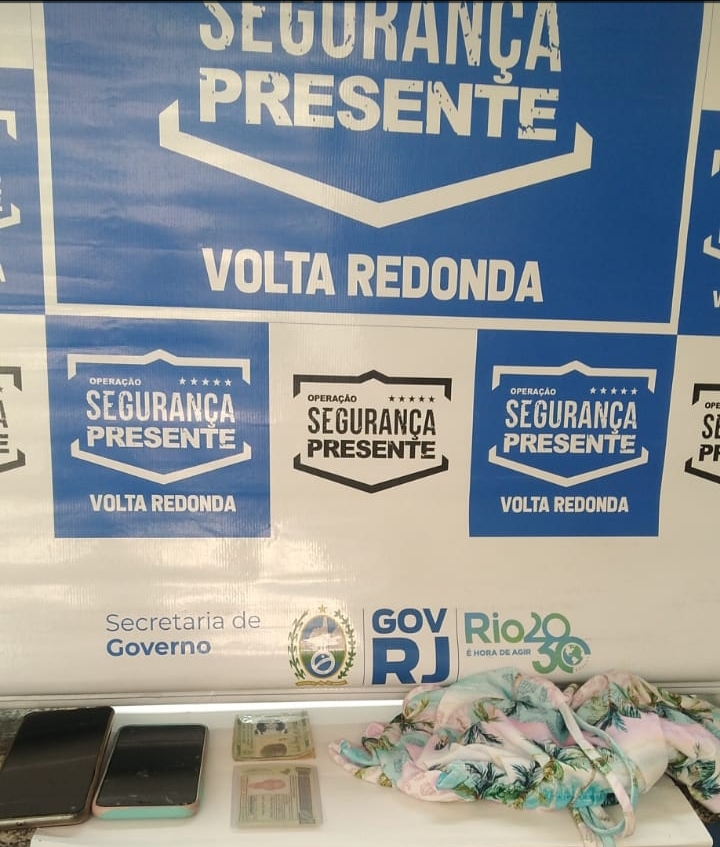 SEGURANÇA
PRESENTE
VOLTA REDONDA
OPERAÇÃO
SEGURANÇA
PRESENTE
VOLTA REDONDA
OPERAÇÃO
SEGURANÇA
PRESENTE
OPERAÇÃO
SEGURANÇA
PRESENTE
VOLTA REDONDA
Secretaria de
Governo
GOV
RJ
Rio2030
É HORA DE AGIR